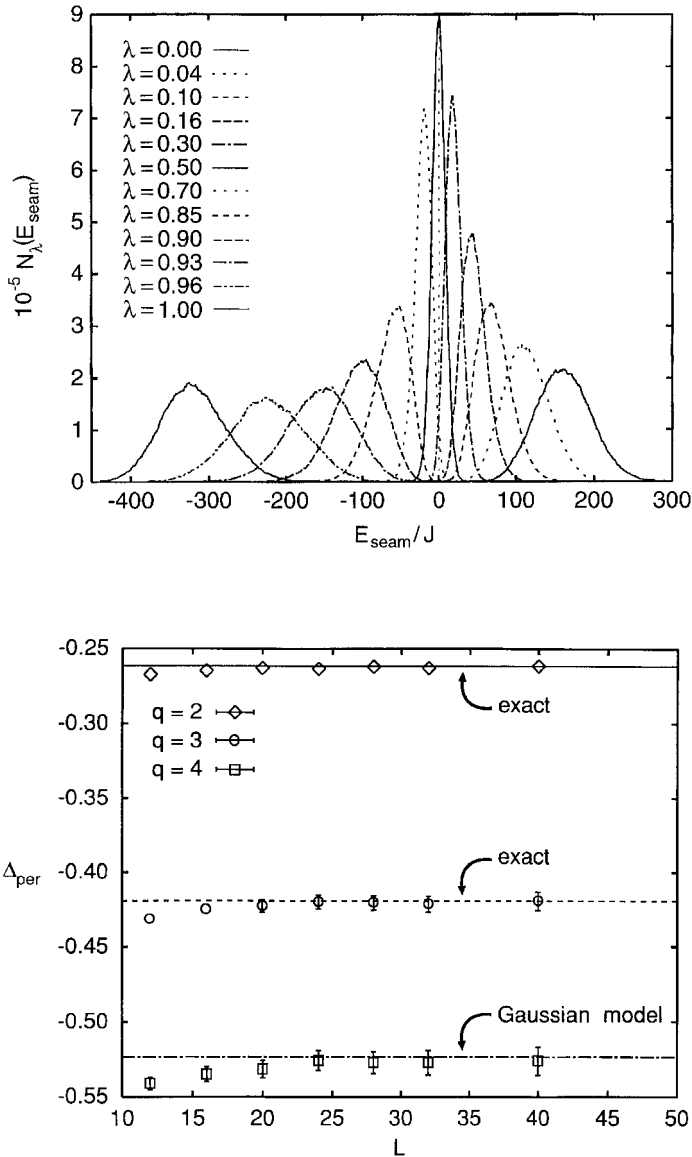 9
8
7
6
5
4
3
2
1
0
10⁻⁵ N_λ(E_seam)
λ=0.00
λ=0.04
λ=0.10
λ=0.16
λ=0.30
λ=0.50
λ=0.70
λ=0.85
λ=0.90
λ=0.93
λ=0.96
λ=1.00
-400 -300 -200 -100 0 100 200 300
E_seam/J
-0.25
-0.30
-0.35
-0.40
-0.45
-0.50
-0.55
Δ_per
q = 2
q = 3
q = 4
exact
exact
Gaussian model
10 15 20 25 30 35 40 45 50
L